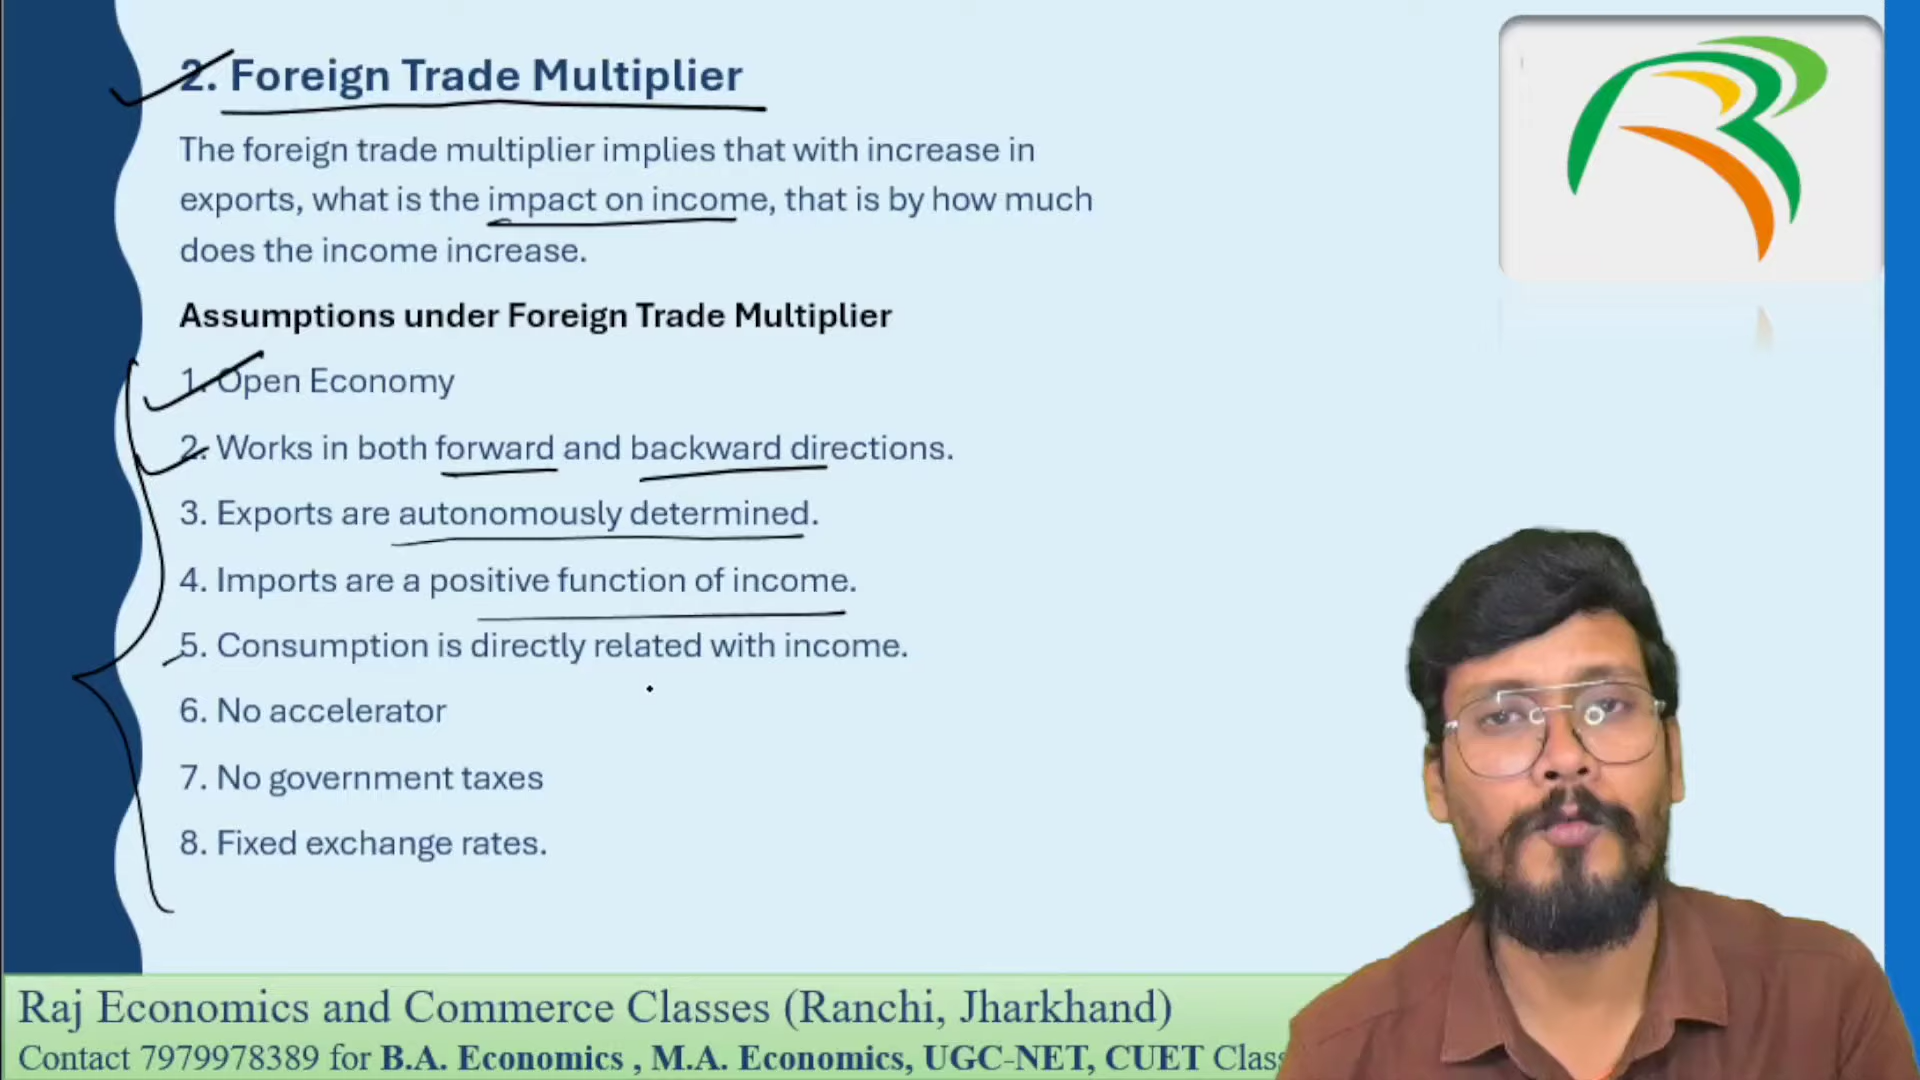 2. Foreign Trade Multiplier
The foreign trade multiplier implies that with increase in
exports, what is the impact on income, that is by how much
does the income increase.
Assumptions under Foreign Trade Multiplier
1. Open Economy
2. Works in both forward and backward directions.
3. Exports are autonomously determined.
4. Imports are a positive function of income.
5. Consumption is directly related with income.
6. No accelerator
7. No government taxes
8. Fixed exchange rates.
Raj Economics and Commerce Classes (Ranchi, Jharkhand)
Contact 7979978389 for B.A. Economics , M.A. Economics, UGC-NET, CUET Clas